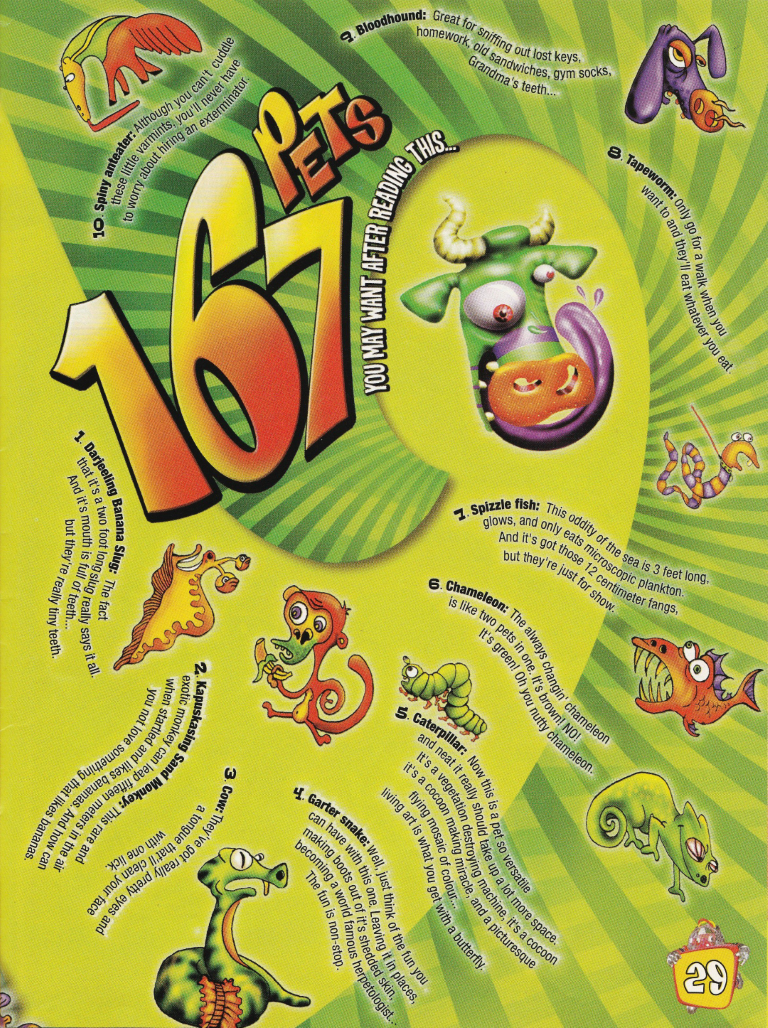 167
PETS
YOU MAY WANT AFTER READING THIS...
1. Darjeeling Banana Slug: The fact
that it's a two foot long slug really says it all.
And it's mouth is full of teeth...
but they're really tiny teeth.
2. Kapuskasing Sand Monkey: This rare and
exotic monkey can leap fifteen meters in the air
when startled and likes bananas. And how can
you not love something that likes bananas.
3. Cow: They've got really pretty eyes and
a tongue that'll clean your face
with one lick.
4. Garter snake: Well, just think of the fun you
can have with this one. Leaving it in places,
making boots out of it's shedded skin,
becoming a world famous herpetologist...
The fun is non-stop.
5. Caterpillar: Now this is a pet so versatile
and neat it really should take up a lot more space.
It's a vegetation destroying machine, it's a cocoon
it's a cocoon making miracle, and a picturesque
flying mosaic of colour...
living art is what you get with a butterfly.
6. Chameleon: The always changin' chameleon
is like two pets in one. It's brown! NO!
It's green! Oh you nutty chameleon.
7. Spizzle fish: This oddity of the sea is 3 feet long,
glows, and only eats microscopic plankton.
And it's got those 12 centimeter fangs,
but they're just for show.
8. Tapeworm: Only go for a walk when you
want to and they'll eat whatever you eat.
9. Bloodhound: Great for sniffing out lost keys,
homework, old sandwiches, gym socks,
Grandma's teeth...
10. Spiny anteater: Although you can't cuddle
these little varmints, you'll never have
to worry about hiring an exterminator.
29